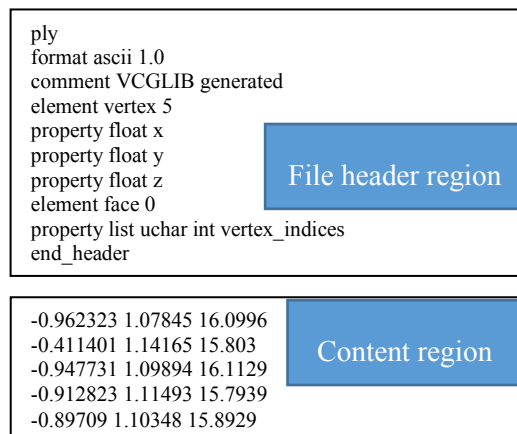 ply
format ascii 1.0
comment VCGLIB generated
element vertex 5
property float x
property float y
property float z
element face 0
property list uchar int vertex_indices
end_header
File header region
-0.962323 1.07845 16.0996
-0.411401 1.14165 15.803
-0.947731 1.09894 16.1129
-0.912823 1.11493 15.7939
-0.89709 1.10348 15.8929
Content region